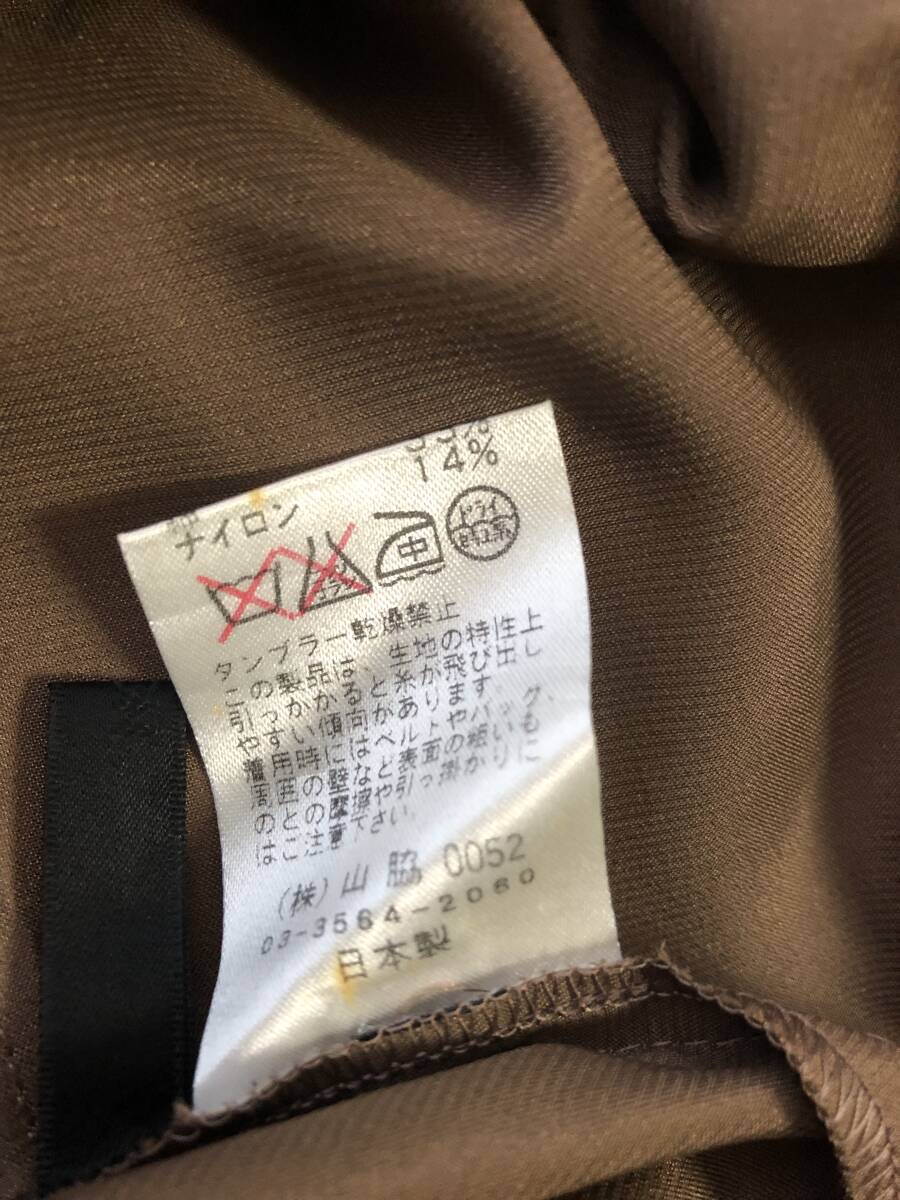 14%
ナイロン
中
ドライ
タンブラー乾燥禁止
この製品は、生地の特性上
引っかかると糸が飛び出し
やすい傾向があります。
着用時にはベルトやバッグ、
周囲の壁など表面の粗いも
のとの摩擦や引っ掛かりに
はご注意下さい。
(株)山脇 0052
03-3564-2060
日本製